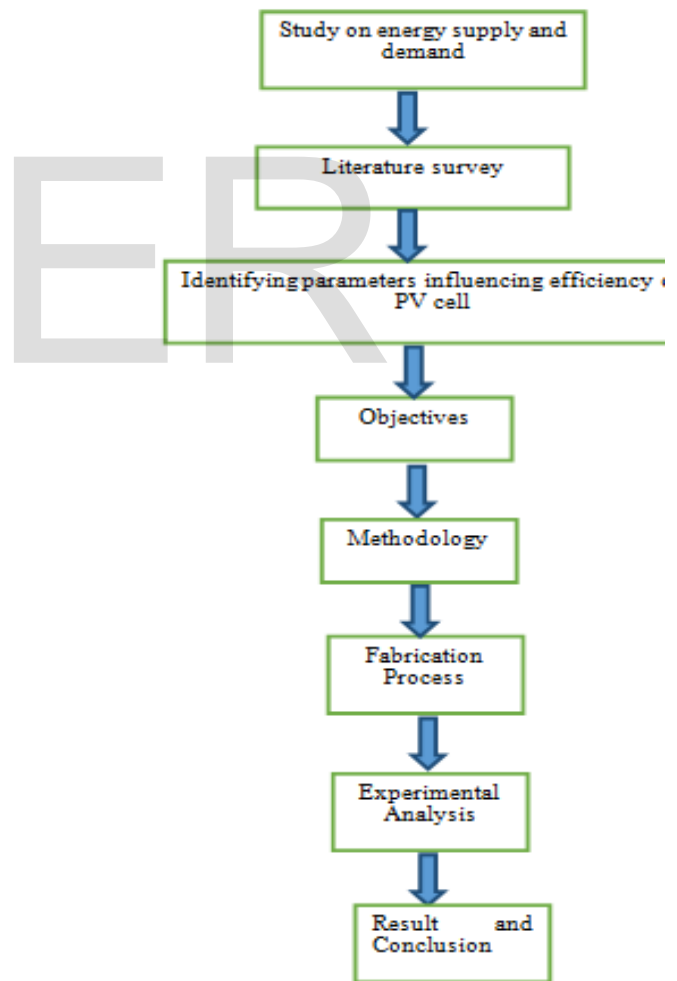 Study on energy supply and
demand
Literature survey
ER
Identifying parameters influencing efficiency
PV cell
Objectives
Methodology
Fabrication
Process
Experimental
Analysis
Result and
Conclusion